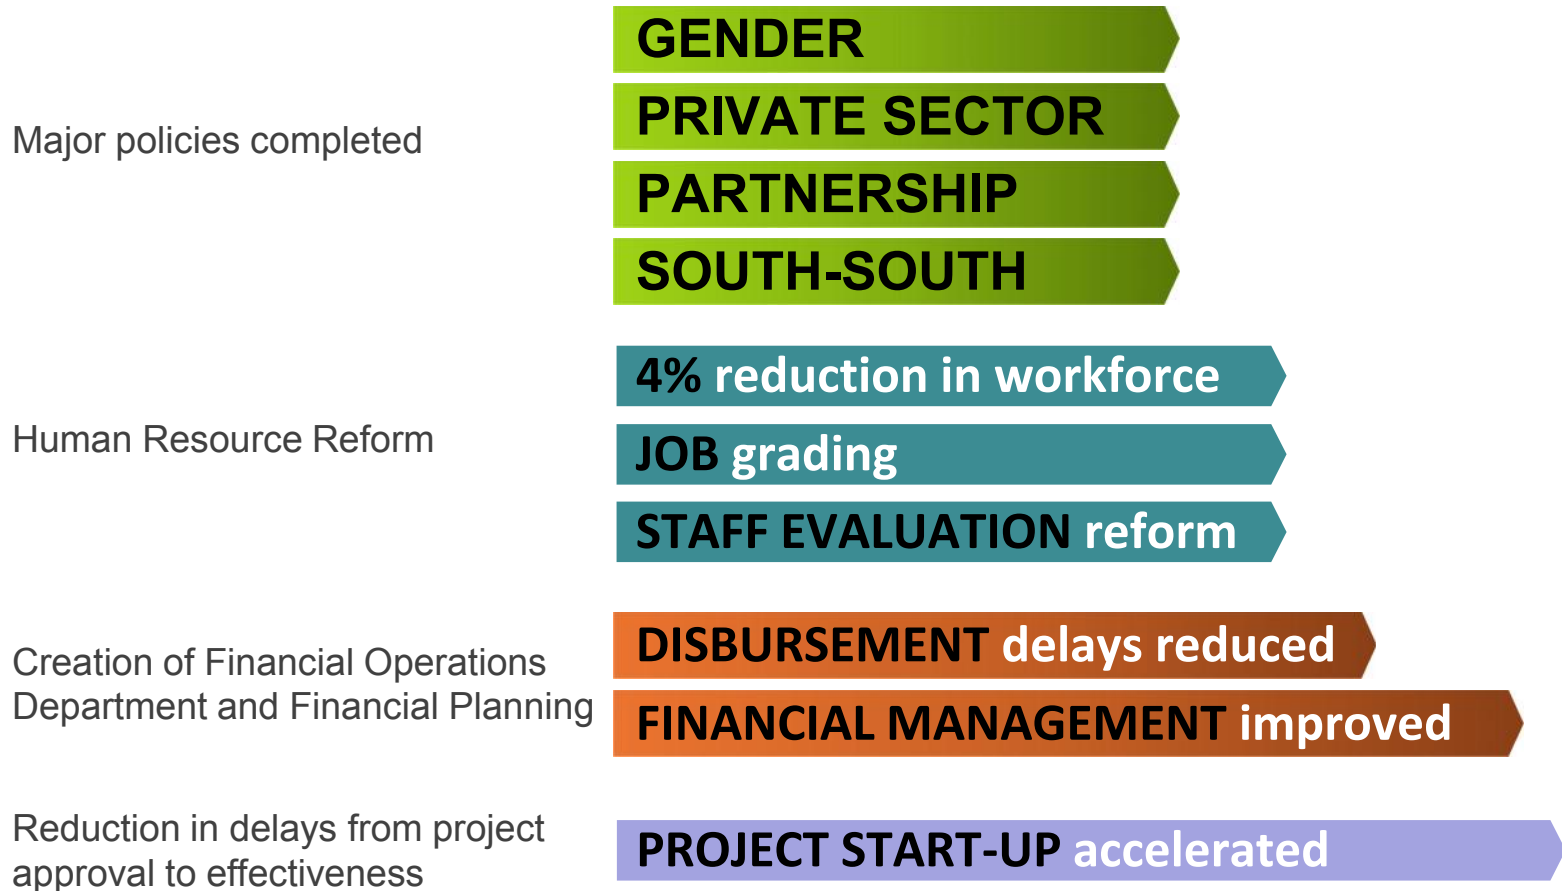 Major policies completed
GENDER
PRIVATE SECTOR
PARTNERSHIP
SOUTH-SOUTH
Human Resource Reform
4% reduction in workforce
JOB grading
STAFF EVALUATION reform
Creation of Financial Operations
Department and Financial Planning
DISBURSEMENT delays reduced
FINANCIAL MANAGEMENT improved
Reduction in delays from project
approval to effectiveness
PROJECT START-UP accelerated